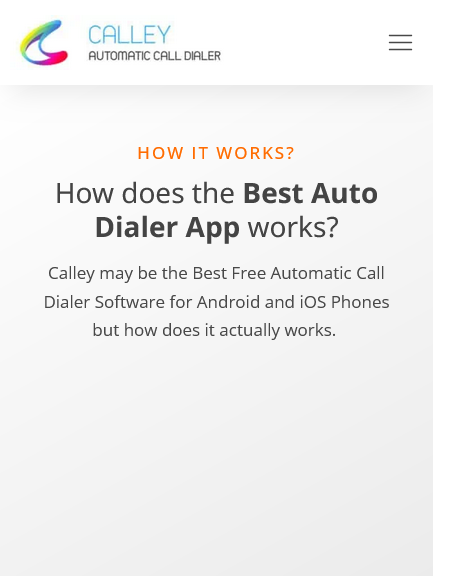 CALLEY
AUTOMATIC CALL DIALER
HOW IT WORKS?
How does the Best Auto
Dialer App works?
Calley may be the Best Free Automatic Call
Dialer Software for Android and iOS Phones
but how does it actually works.